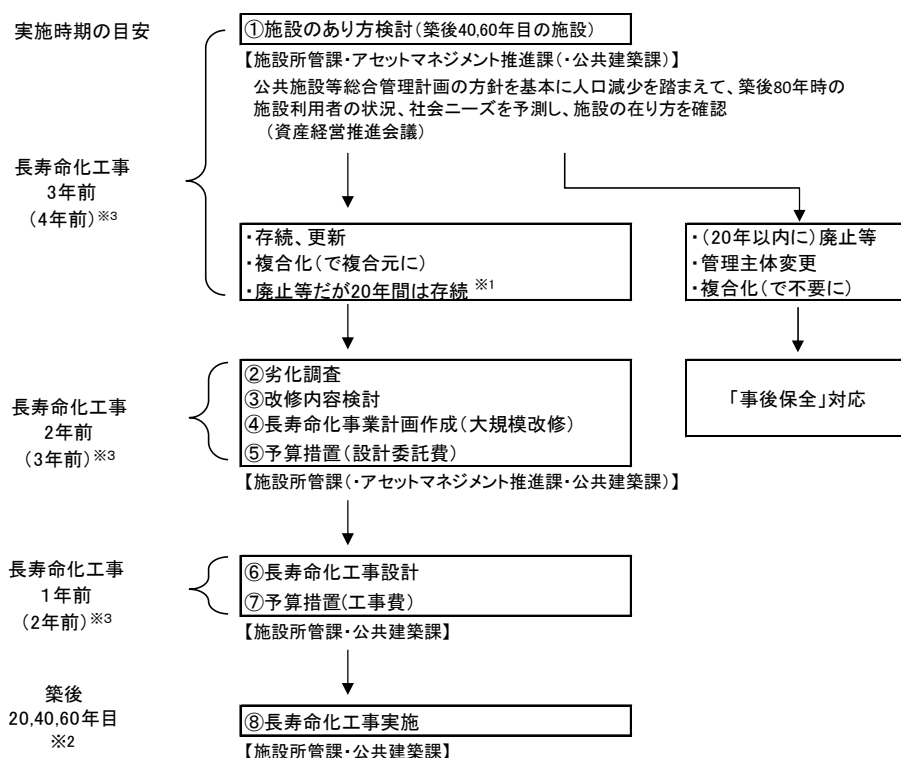 実施時期の目安
①施設のあり方検討(築後40,60年目の施設)
【施設所管課・アセットマネジメント推進課(・公共建築課)】
公共施設等総合管理計画の方針を基本に人口減少を踏まえて、築後80年時の
施設利用者の状況、社会ニーズを予測し、施設の在り方を確認
(資産経営推進会議)
長寿命化工事
3年前
(4年前)※3
・存続、更新
・複合化(で複合元に)
・廃止等だが20年間は存続 ※1
・(20年以内に)廃止等
・管理主体変更
・複合化(で不要に)
長寿命化工事
2年前
(3年前)※3
②劣化調査
③改修内容検討
④長寿命化事業計画作成(大規模改修)
⑤予算措置(設計委託費)
【施設所管課(・アセットマネジメント推進課・公共建築課)】
「事後保全」対応
長寿命化工事
1年前
(2年前)※3
⑥長寿命化工事設計
⑦予算措置(工事費)
【施設所管課・公共建築課】
築後
20,40,60年目
※2
⑧長寿命化工事実施
【施設所管課・公共建築課】